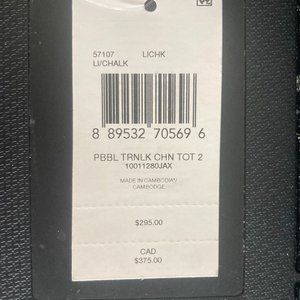 57107 LICHK
LI/CHALK
8 89532 70569 6
PBBL TRNLK CHN TOT 2
10011280JAX
MADE IN CAMBODIA/
CAMBODGE
$295.00
CAD
$375.00